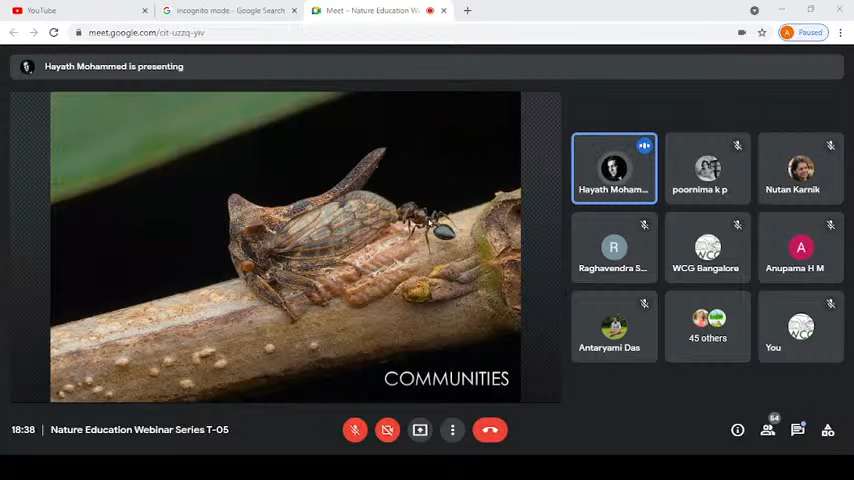 YouTube
incognito mode - Google Search
Meet – Nature Education W
meet.google.com/cit-uzzq-yiv
A
Paused
Hayath Mohammed is presenting
COMMUNITIES
Hayath Moham...
poornima k p
Nutan Karnik
R
Raghavendra S...
WCG
WCG Bangalore
A
Anupama H M
Antaryami Das
45 others
WCG
You
18:38 | Nature Education Webinar Series T-05
54